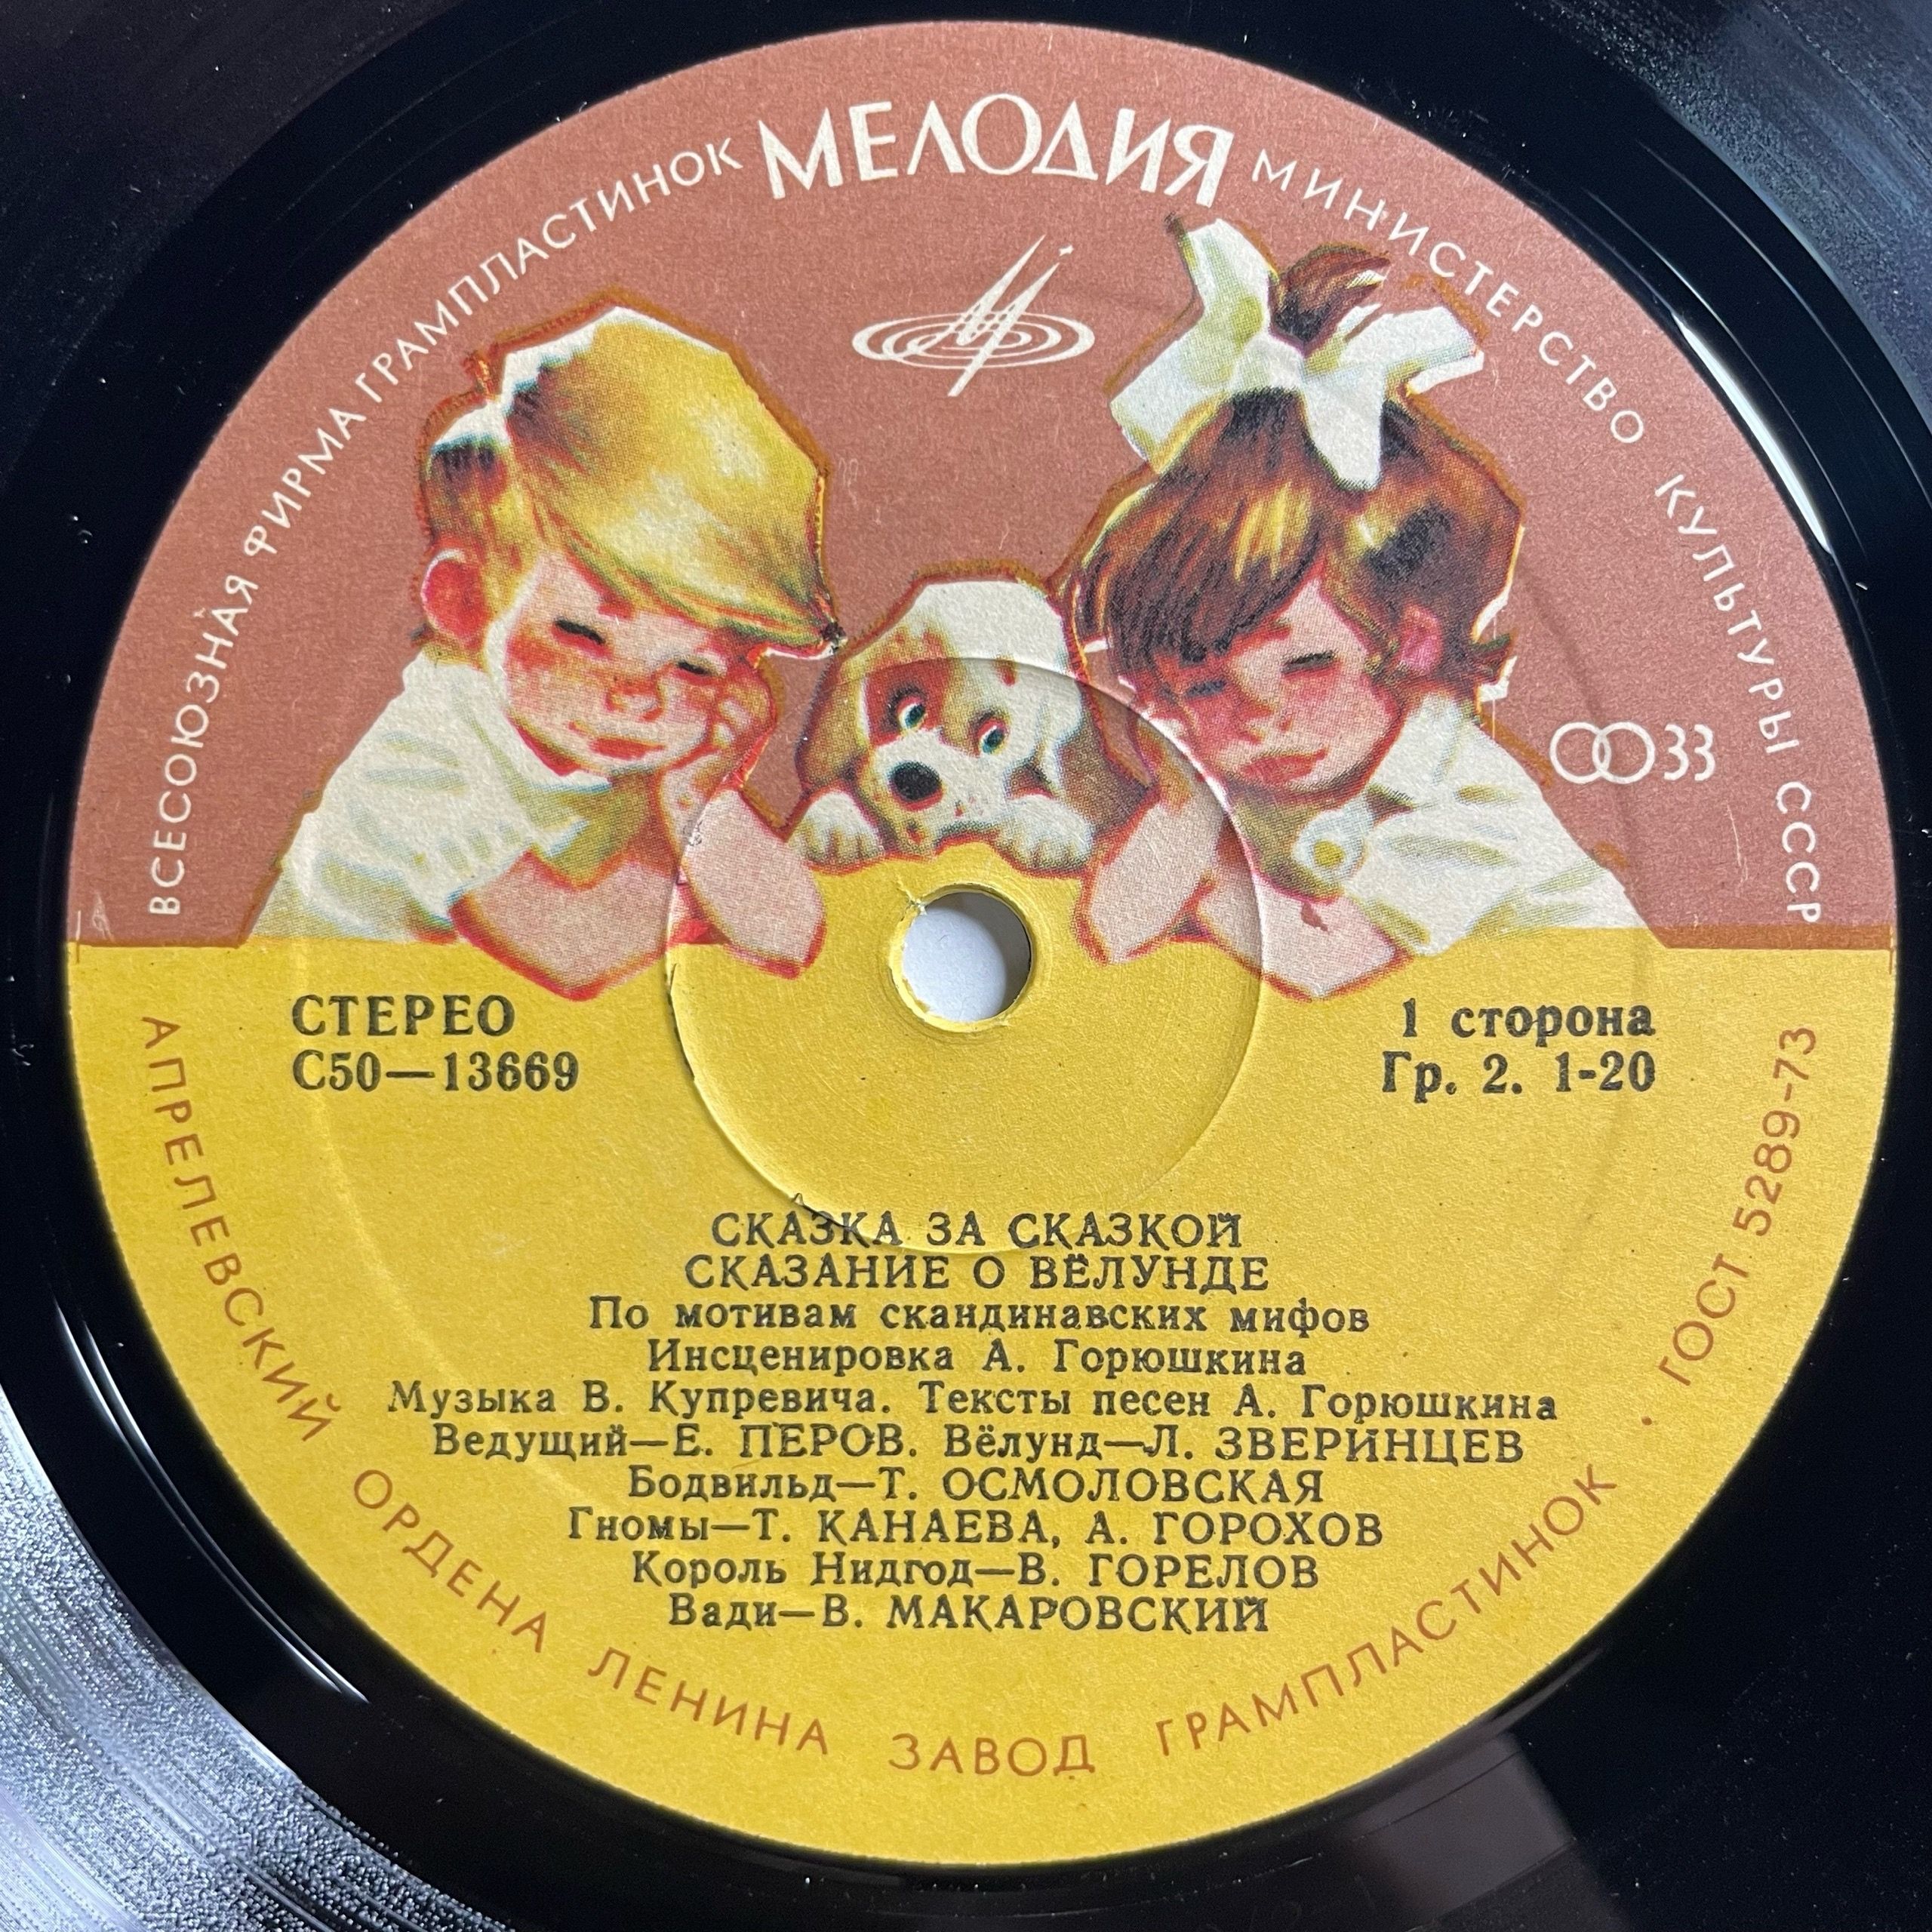 ВСЕСОЮЗНАЯ ФИРМА ГРАМПЛАСТИНОК МЕЛОДИЯ МИНИСТЕРСТВО КУЛЬТУРЫ СССР
33
СТЕРЕО
С50—13669
1 сторона
Гр. 2. 1-20
СКАЗКА ЗА СКАЗКОЙ
СКАЗАНИЕ О ВЁЛУНДЕ
По мотивам скандинавских мифов
Инсценировка А. Горюшкина
Музыка В. Купревича. Тексты песен А. Горюшкина
Ведущий—Е. ПЕРОВ. Вёлунд—Л. ЗВЕРИНЦЕВ
Бодвильд—Т. ОСМОЛОВСКАЯ
Гномы—Т. КАНАЕВА, А. ГОРОХОВ
Король Нидгод—В. ГОРЕЛОВ
Вади—В. МАКАРОВСКИЙ
АПРЕЛЕВСКИЙ ОРДЕНА ЛЕНИНА ЗАВОД ГРАМПЛАСТИНОК • ГОСТ 5289-73